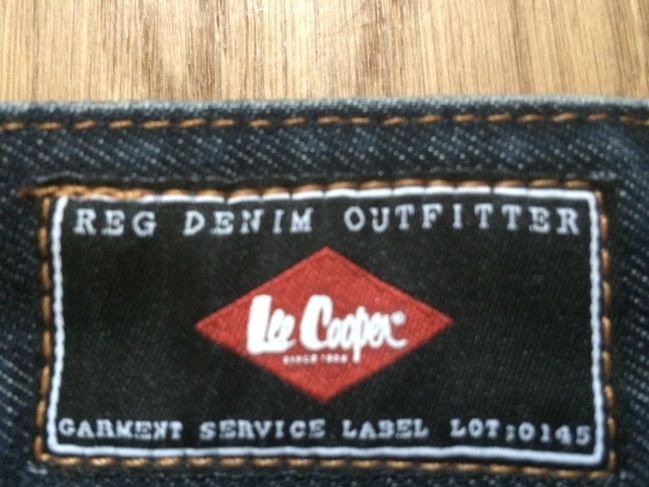 REG DENIM OUTFITTER
Lee Cooper
SINCE 1908
GARMENT SERVICE LABEL LOT;0145